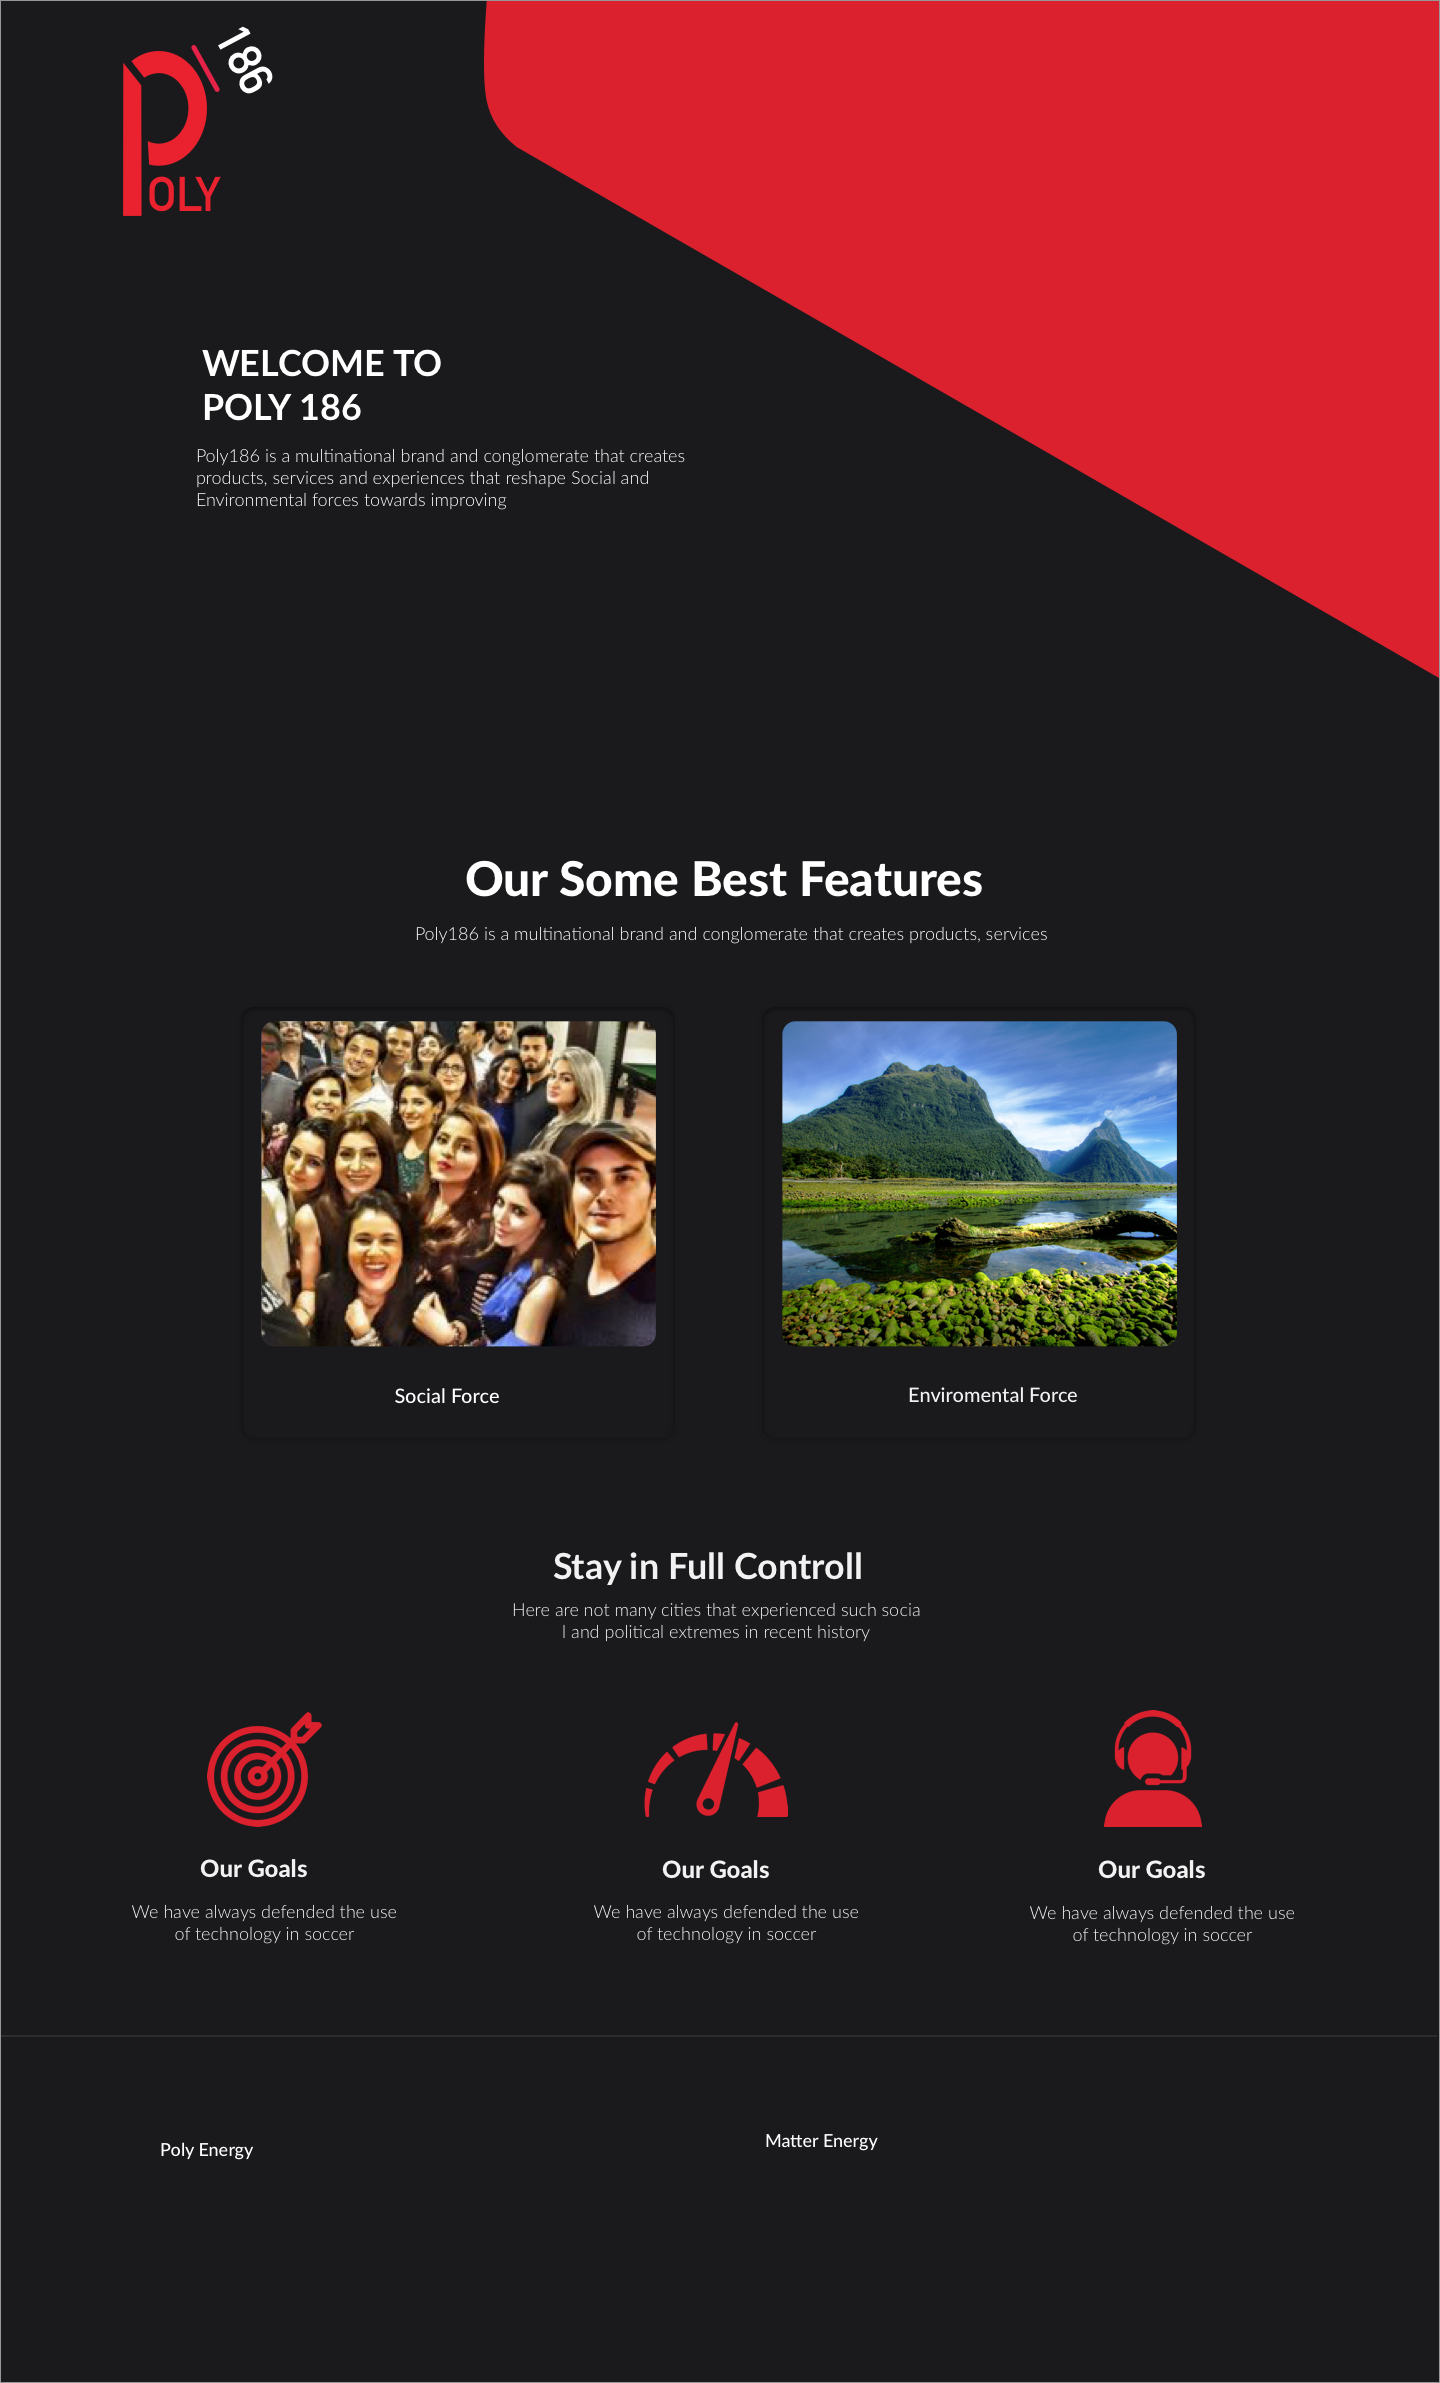 186
POLY
WELCOME TO
POLY 186
Poly186 is a multinational brand and conglomerate that creates
products, services and experiences that reshape Social and
Environmental forces towards improving
Our Some Best Features
Poly186 is a multinational brand and conglomerate that creates products, services
Social Force
Enviromental Force
Stay in Full Controll
Here are not many cities that experienced such socia
l and political extremes in recent history
Our Goals
We have always defended the use
of technology in soccer
Our Goals
We have always defended the use
of technology in soccer
Our Goals
We have always defended the use
of technology in soccer
Poly Energy
Matter Energy